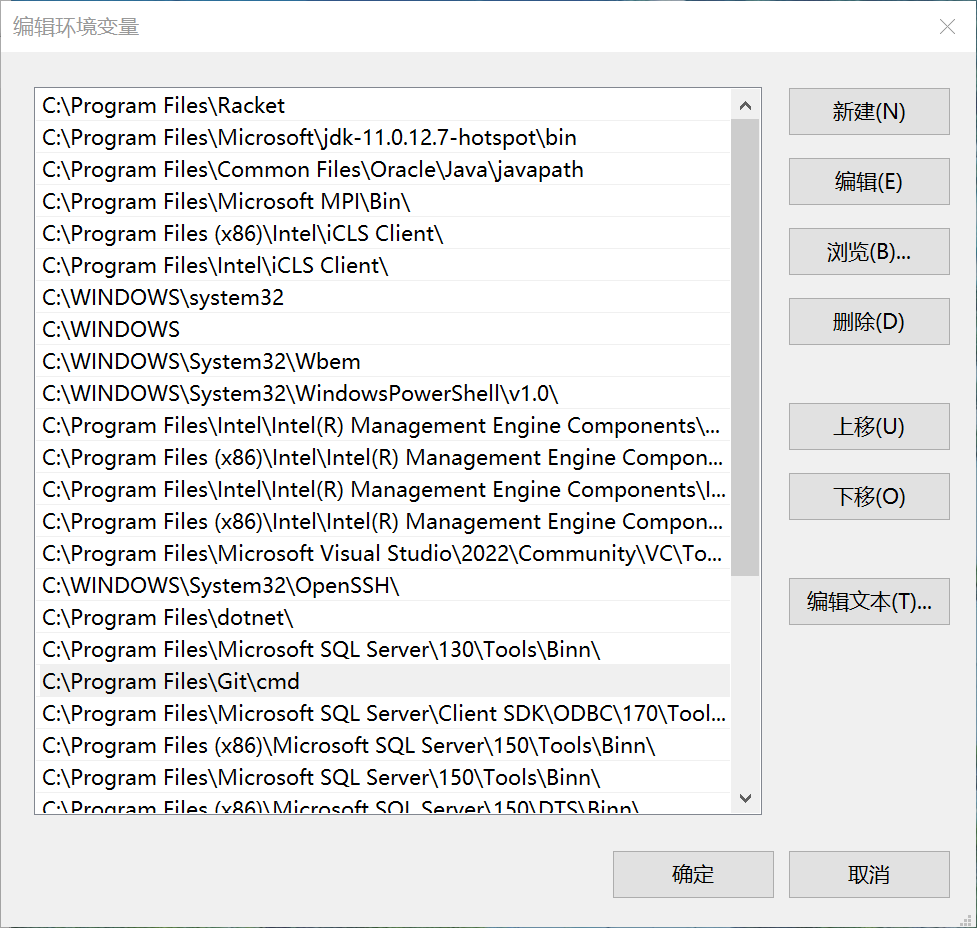 编辑环境变量
C:\Program Files\Racket
C:\Program Files\Microsoft\jdk-11.0.12.7-hotspot\bin
C:\Program Files\Common Files\Oracle\Java\javapath
C:\Program Files\Microsoft MPI\Bin\
C:\Program Files (x86)\Intel\iCLS Client\
C:\Program Files\Intel\iCLS Client\
C:\WINDOWS\system32
C:\WINDOWS
C:\WINDOWS\System32\Wbem
C:\WINDOWS\System32\WindowsPowerShell\v1.0\
C:\Program Files\Intel\Intel(R) Management Engine Components\...
C:\Program Files (x86)\Intel\Intel(R) Management Engine Compon...
C:\Program Files\Intel\Intel(R) Management Engine Components\I...
C:\Program Files (x86)\Intel\Intel(R) Management Engine Compon...
C:\Program Files\Microsoft Visual Studio\2022\Community\VC\To...
C:\WINDOWS\System32\OpenSSH\
C:\Program Files\dotnet\
C:\Program Files\Microsoft SQL Server\130\Tools\Binn\
C:\Program Files\Git\cmd
C:\Program Files\Microsoft SQL Server\Client SDK\ODBC\170\Tool...
C:\Program Files (x86)\Microsoft SQL Server\150\Tools\Binn\
C:\Program Files\Microsoft SQL Server\150\Tools\Binn\
C:\Program Files (x86)\Microsoft SQL Server\150\DTS\Binn\
新建(N)
编辑(E)
浏览(B)...
删除(D)
上移(U)
下移(O)
编辑文本(T)...
确定
取消